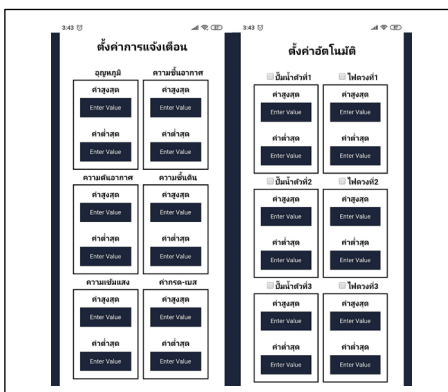 3:43
ตั้งค่าการแจ้งเตือน
อุณหภูมิ ความชื้นอากาศ
ค่าสูงสุด ค่าสูงสุด
Enter Value Enter Value
ค่าต่ำสุด ค่าต่ำสุด
Enter Value Enter Value
ความดันอากาศ ความชื้นดิน
ค่าสูงสุด ค่าสูงสุด
Enter Value Enter Value
ค่าต่ำสุด ค่าต่ำสุด
Enter Value Enter Value
ความเข้มแสง ค่ากรด-เบส
ค่าสูงสุด ค่าสูงสุด
Enter Value Enter Value
ค่าต่ำสุด ค่าต่ำสุด
Enter Value Enter Value
3:43
ตั้งค่าอัตโนมัติ
ปั๊มน้ำตัวที่1 ไฟดวงที่1
ค่าสูงสุด ค่าสูงสุด
Enter Value Enter Value
ค่าต่ำสุด ค่าต่ำสุด
Enter Value Enter Value
ปั๊มน้ำตัวที่2 ไฟดวงที่2
ค่าสูงสุด ค่าสูงสุด
Enter Value Enter Value
ค่าต่ำสุด ค่าต่ำสุด
Enter Value Enter Value
ปั๊มน้ำตัวที่3 ไฟดวงที่3
ค่าสูงสุด ค่าสูงสุด
Enter Value Enter Value
ค่าต่ำสุด ค่าต่ำสุด
Enter Value Enter Value